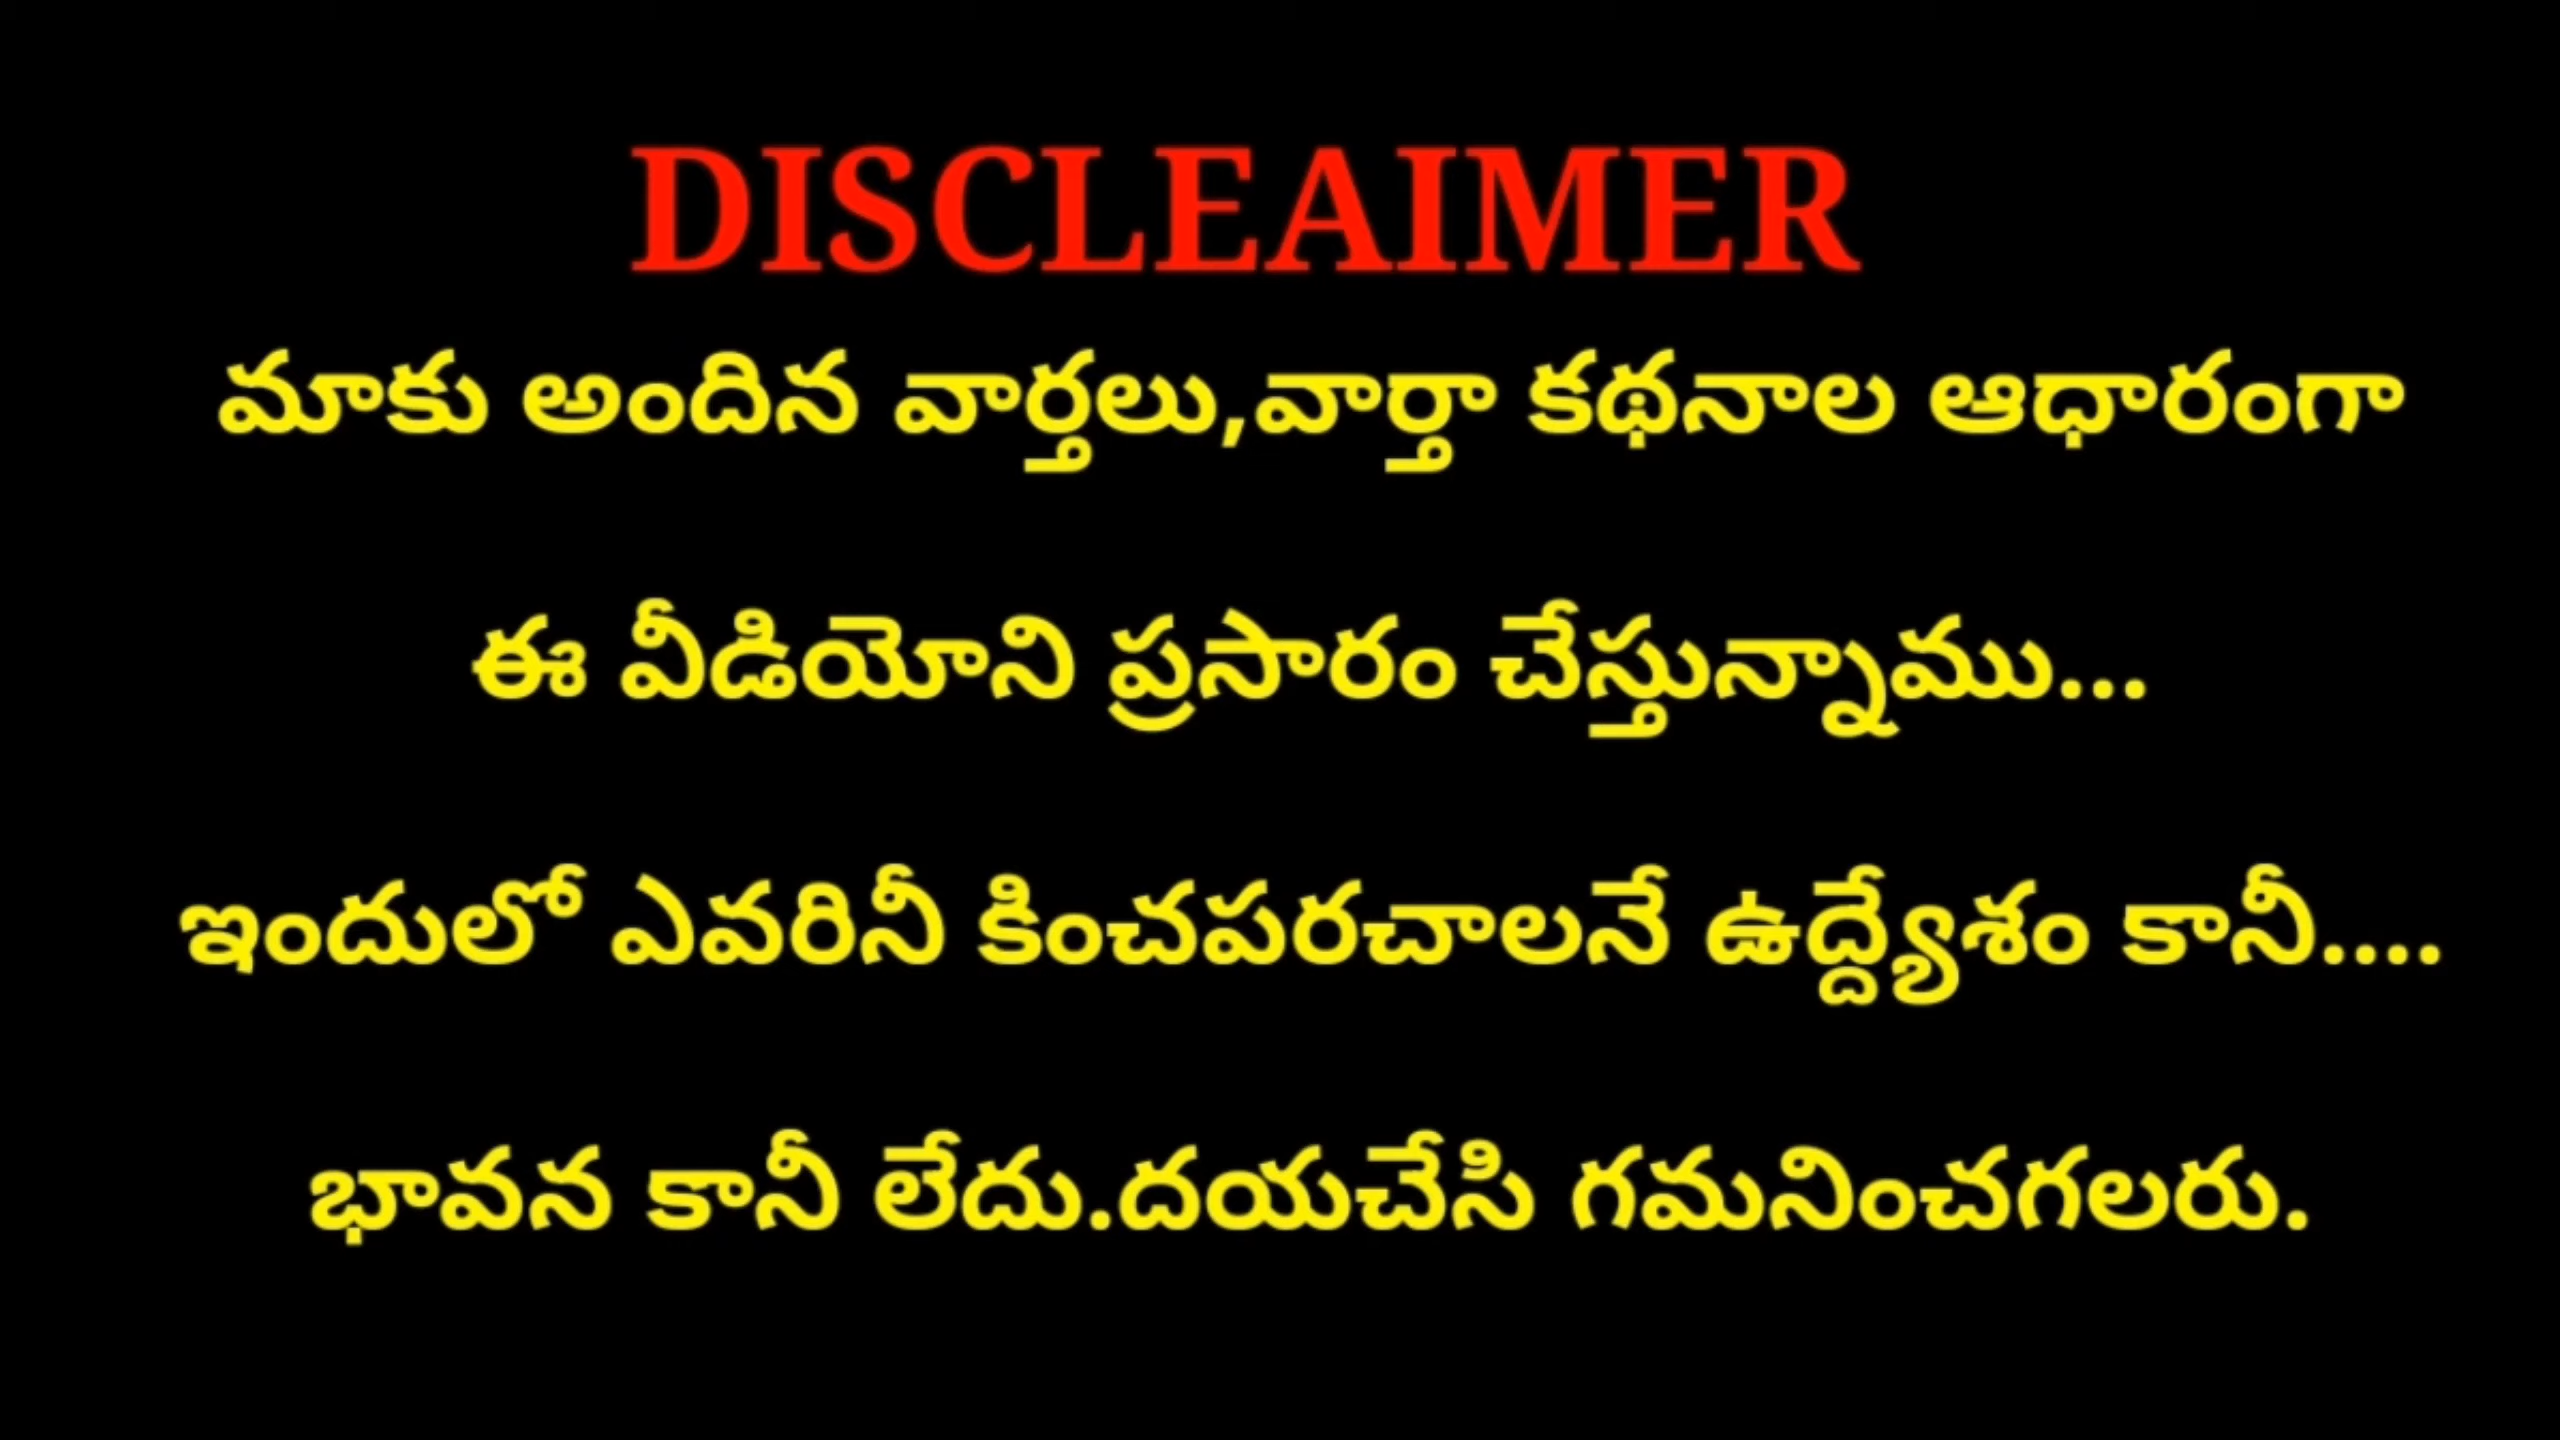 DISCLEAIMER
మాకు అందిన వార్తలు,వార్తా కథనాల ఆధారంగా
ఈ వీడియోని ప్రసారం చేస్తున్నాము...
ఇందులో ఎవరినీ కించపరచాలనే ఉద్ద్యేశం కానీ....
భావన కానీ లేదు.దయచేసి గమనించగలరు.